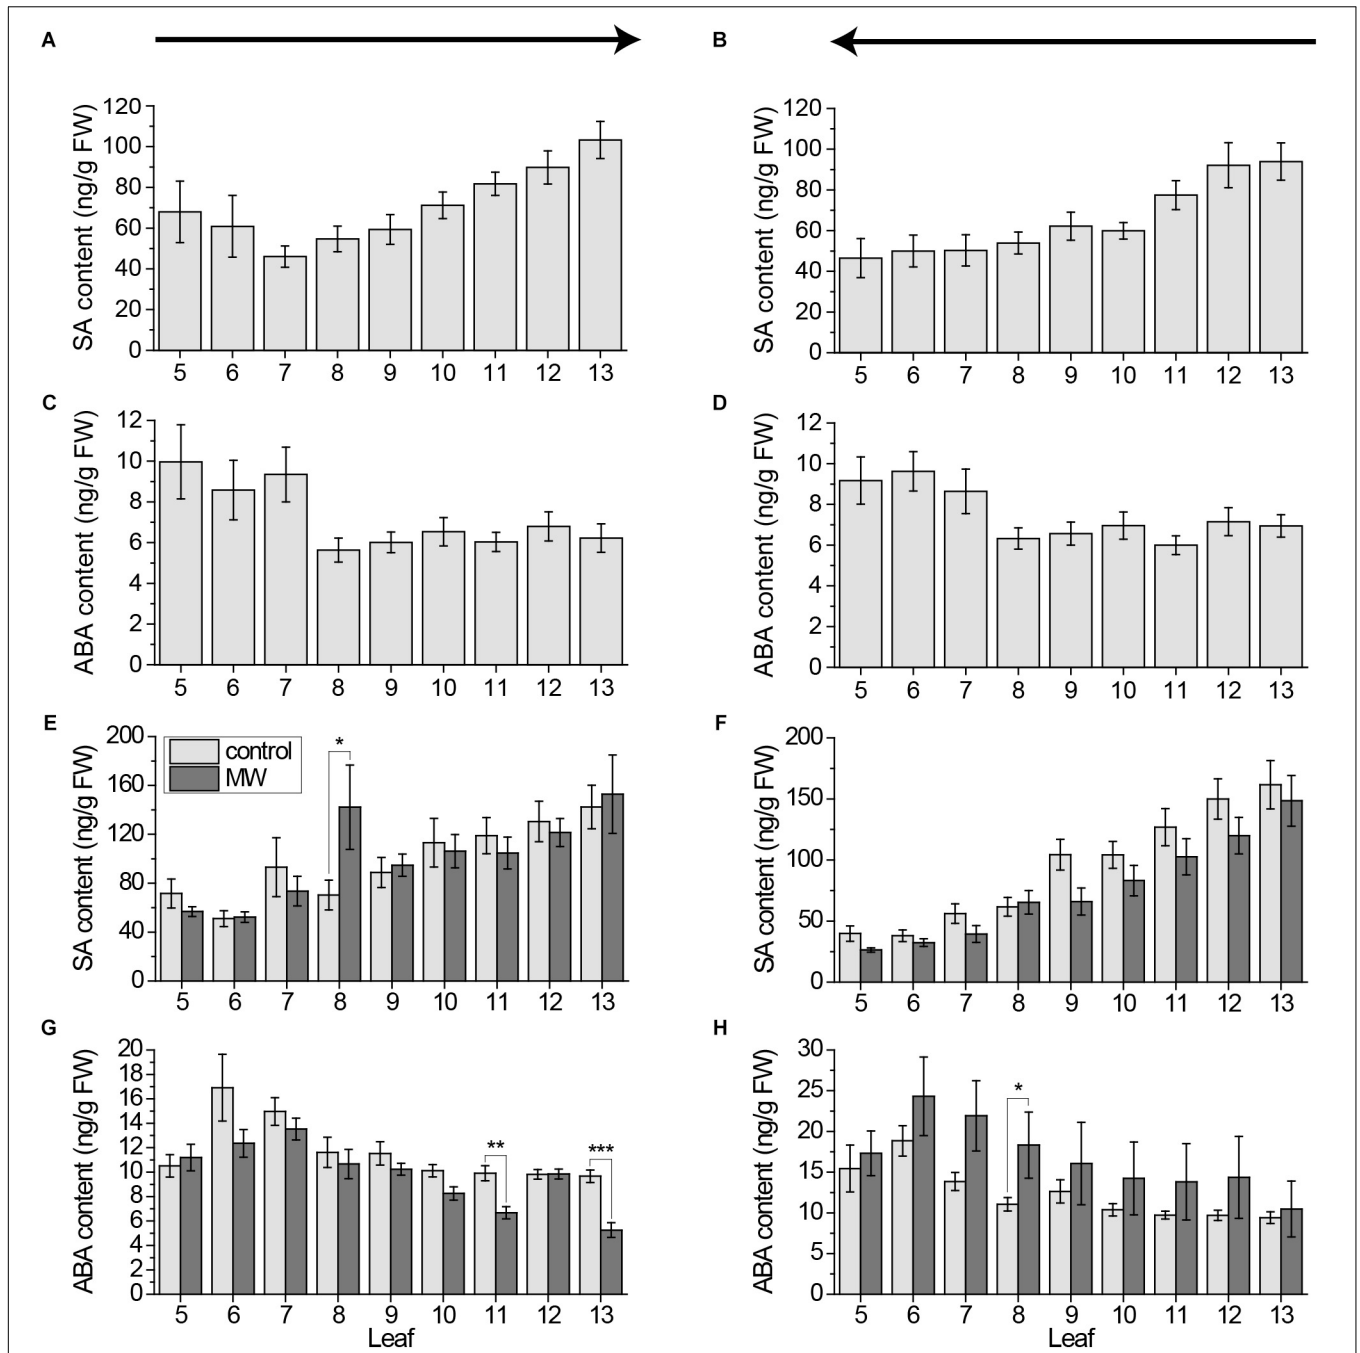 A
B
SA content (ng/g FW)
120
100
80
60
40
20
0
5 6 7 8 9 10 11 12 13
SA content (ng/g FW)
120
100
80
60
40
20
0
5 6 7 8 9 10 11 12 13
C
ABA content (ng/g FW)
12
10
8
6
4
2
0
5 6 7 8 9 10 11 12 13
D
ABA content (ng/g FW)
12
10
8
6
4
2
0
5 6 7 8 9 10 11 12 13
E
SA content (ng/g FW)
200
160
120
80
40
0
control
MW
*
5 6 7 8 9 10 11 12 13
F
SA content (ng/g FW)
200
150
100
50
0
5 6 7 8 9 10 11 12 13
G
ABA content (ng/g FW)
20
18
16
14
12
10
8
6
4
2
0
**
***
5 6 7 8 9 10 11 12 13
Leaf
H
ABA content (ng/g FW)
30
25
20
15
10
5
0
*
5 6 7 8 9 10 11 12 13
Leaf